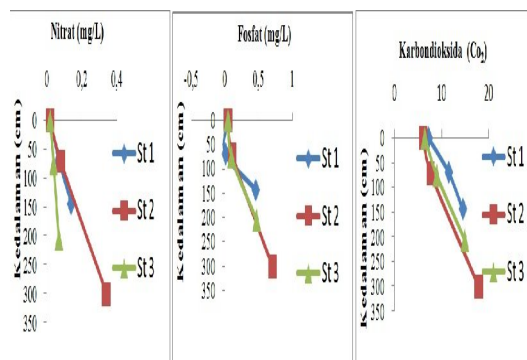 Nitrat (mg/L)
0 0,2 0,4
0
50
100
150
200
250
300
350
Kedalaman (cm)
St 1
St 2
St 3
Fosfat (mg/L)
-0,5 0 0,5 1
0
50
100
150
200
250
300
350
Kedalaman (cm)
St 1
St 2
St 3
Karbondioksida (Co2)
0 10 20
0
50
100
150
200
250
300
350
Kedalaman (cm)
St 1
St 2
St 3